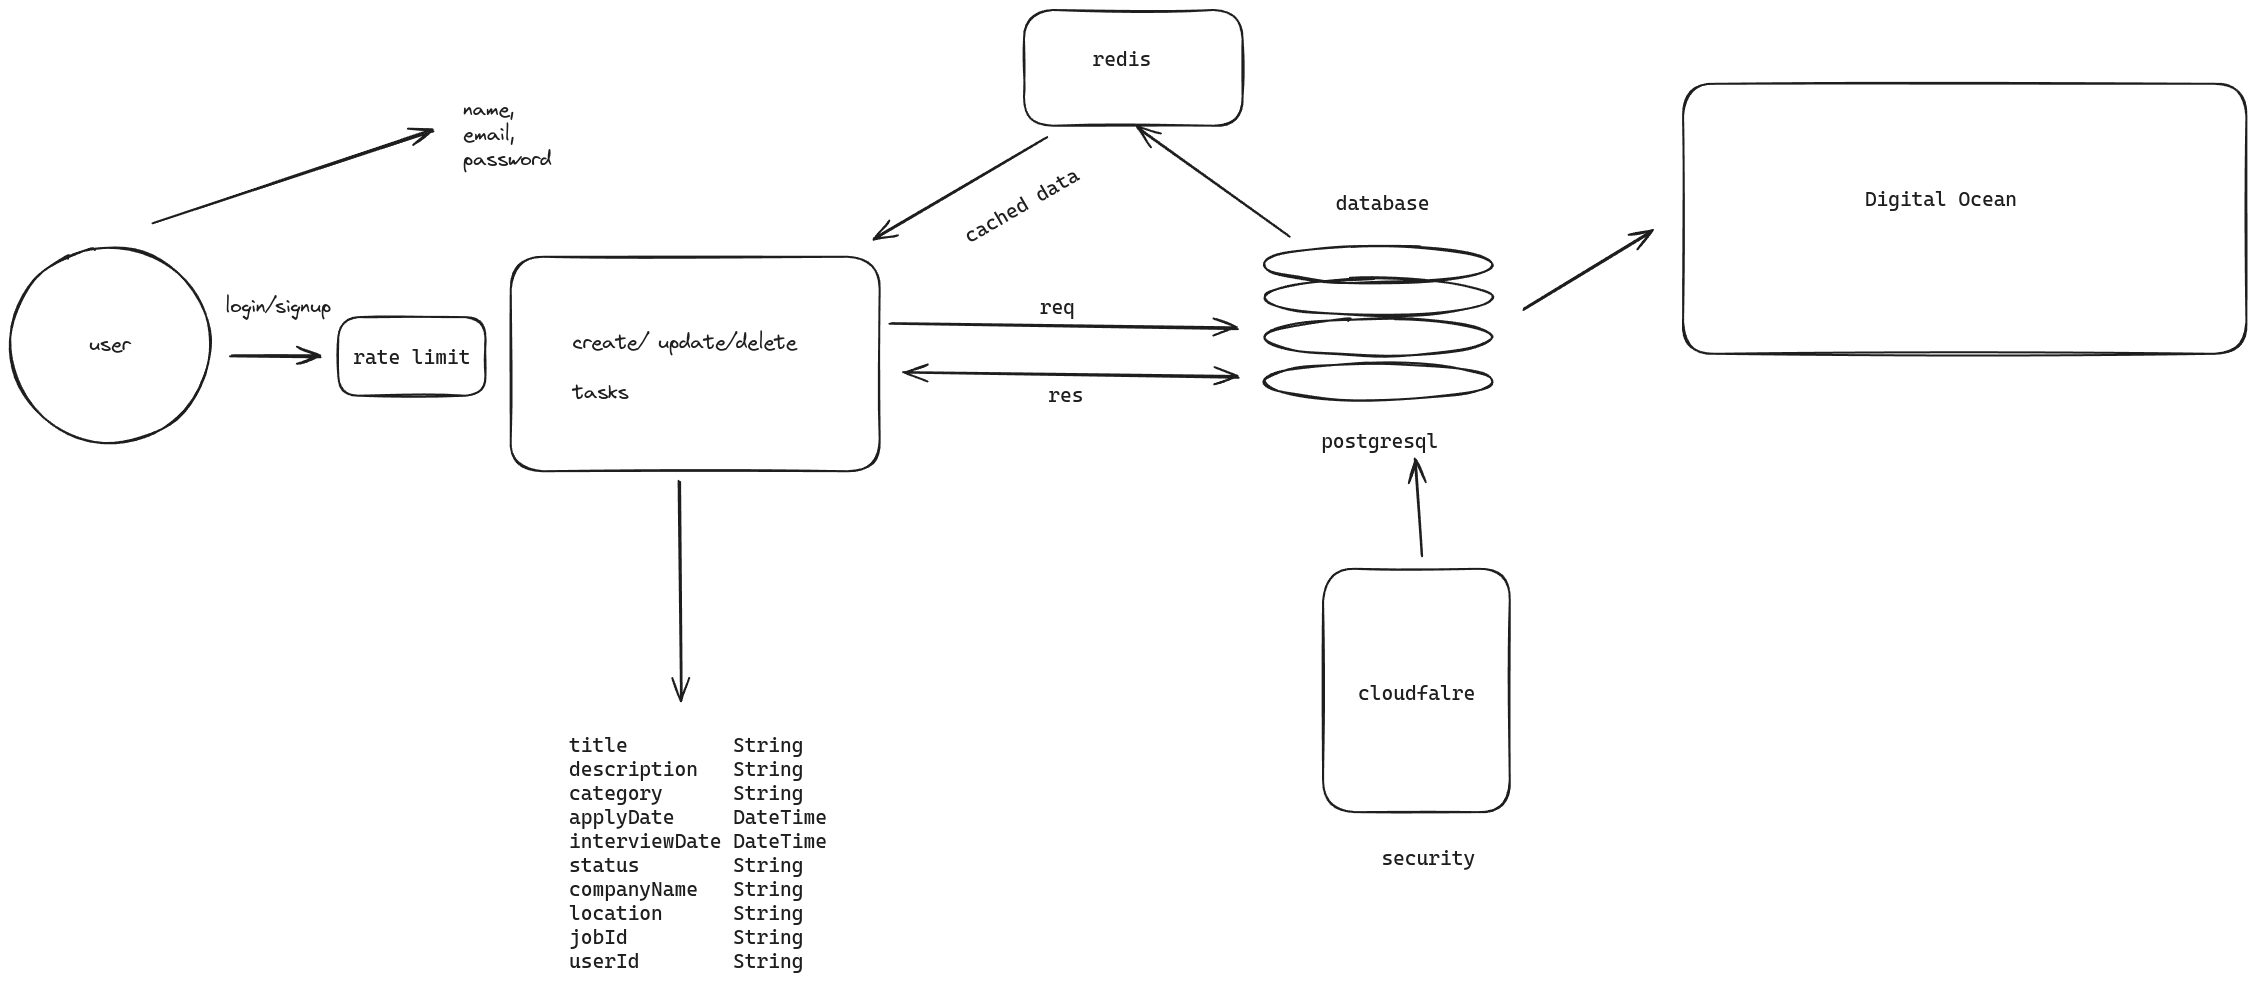 redis
name,
email,
password
Digital Ocean
cached data
database
login/signup
user
rate limit
create/ update/delete
tasks
req
res
postgresql
cloudfalre
security
title String
description String
category String
applyDate DateTime
interviewDate DateTime
status String
companyName String
location String
jobId String
userId String